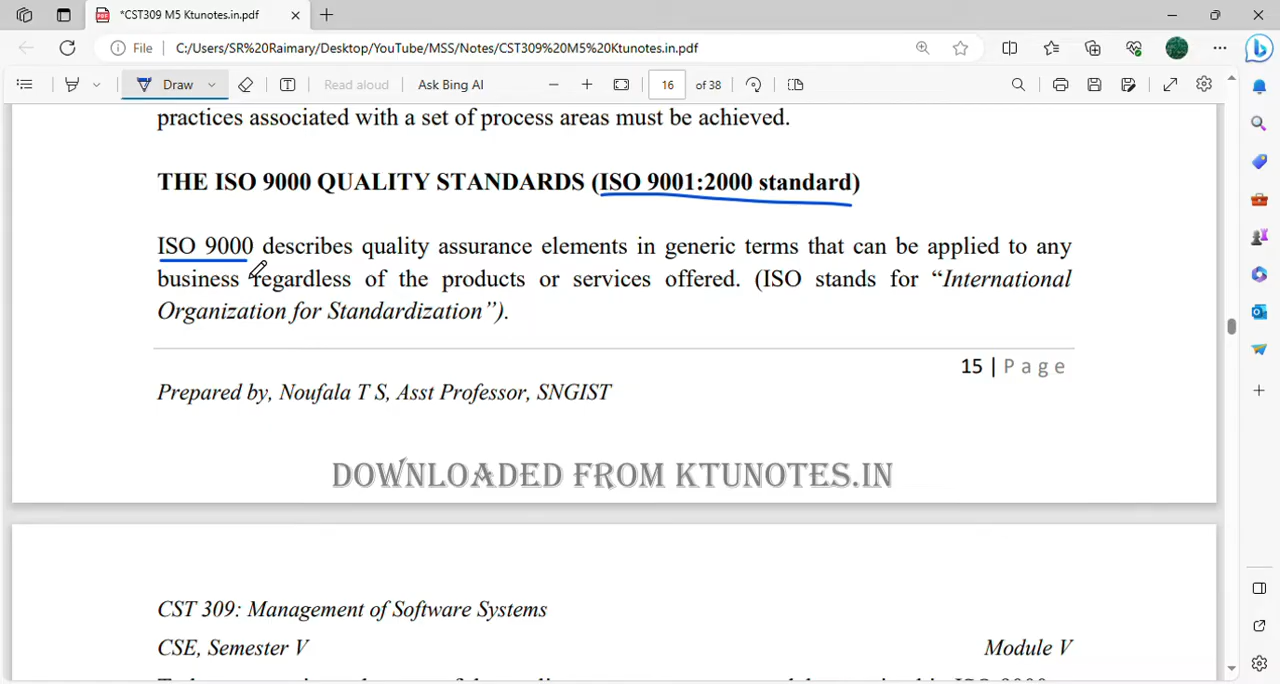 *CST309 M5 Ktunotes.in.pdf
File
C:/Users/SR%20Raimary/Desktop/YouTube/MSS/Notes/CST309%20M5%20Ktunotes.in.pdf
Draw
Read aloud
Ask Bing AI
16 of 38
practices associated with a set of process areas must be achieved.
THE ISO 9000 QUALITY STANDARDS (ISO 9001:2000 standard)
ISO 9000 describes quality assurance elements in generic terms that can be applied to any
business regardless of the products or services offered. (ISO stands for “International
Organization for Standardization”).
15 | Page
Prepared by, Noufala T S, Asst Professor, SNGIST
DOWNLOADED FROM KTUNOTES.IN
CST 309: Management of Software Systems
CSE, Semester V
Module V